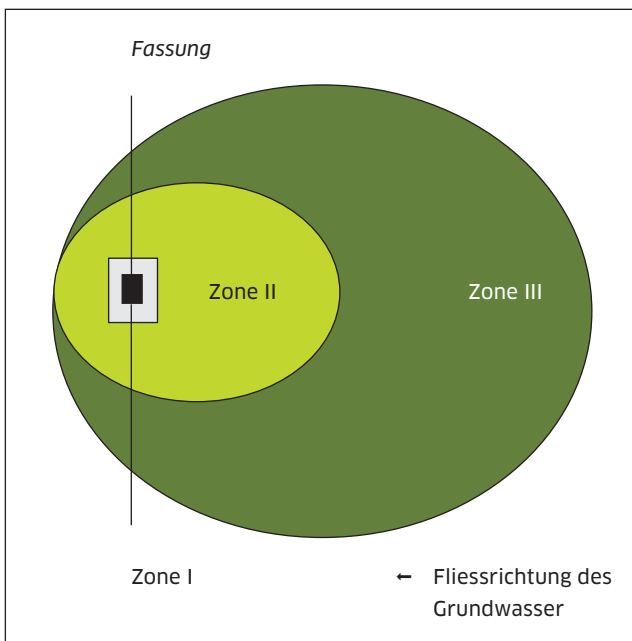 Fassung
Zone II
Zone III
Zone I
← Fliessrichtung des
Grundwasser